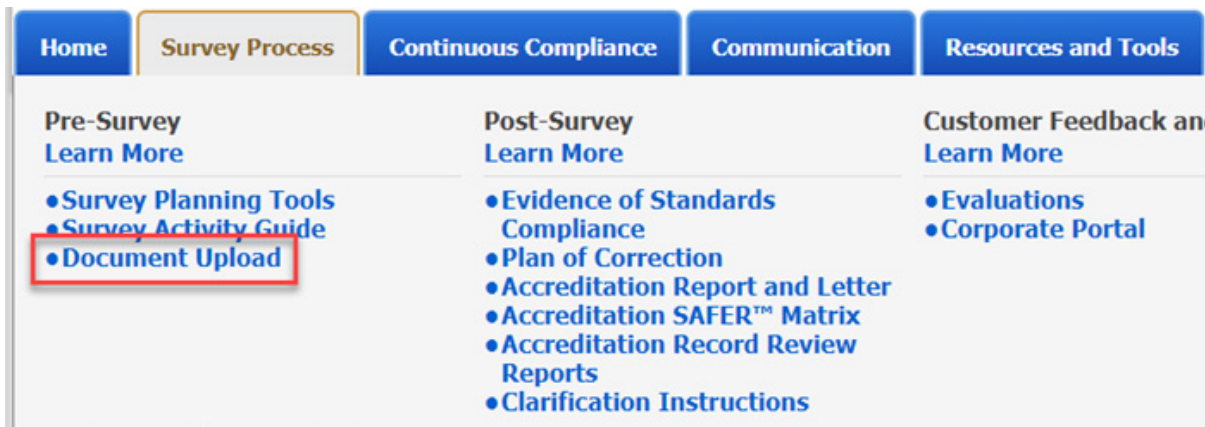 Home
Survey Process
Continuous Compliance
Communication
Resources and Tools
Pre-Survey
Learn More
•Survey Planning Tools
•Survey Activity Guide
•Document Upload
Post-Survey
Learn More
•Evidence of Standards
Compliance
•Plan of Correction
•Accreditation Report and Letter
•Accreditation SAFER™ Matrix
•Accreditation Record Review
Reports
•Clarification Instructions
Customer Feedback an
Learn More
•Evaluations
•Corporate Portal